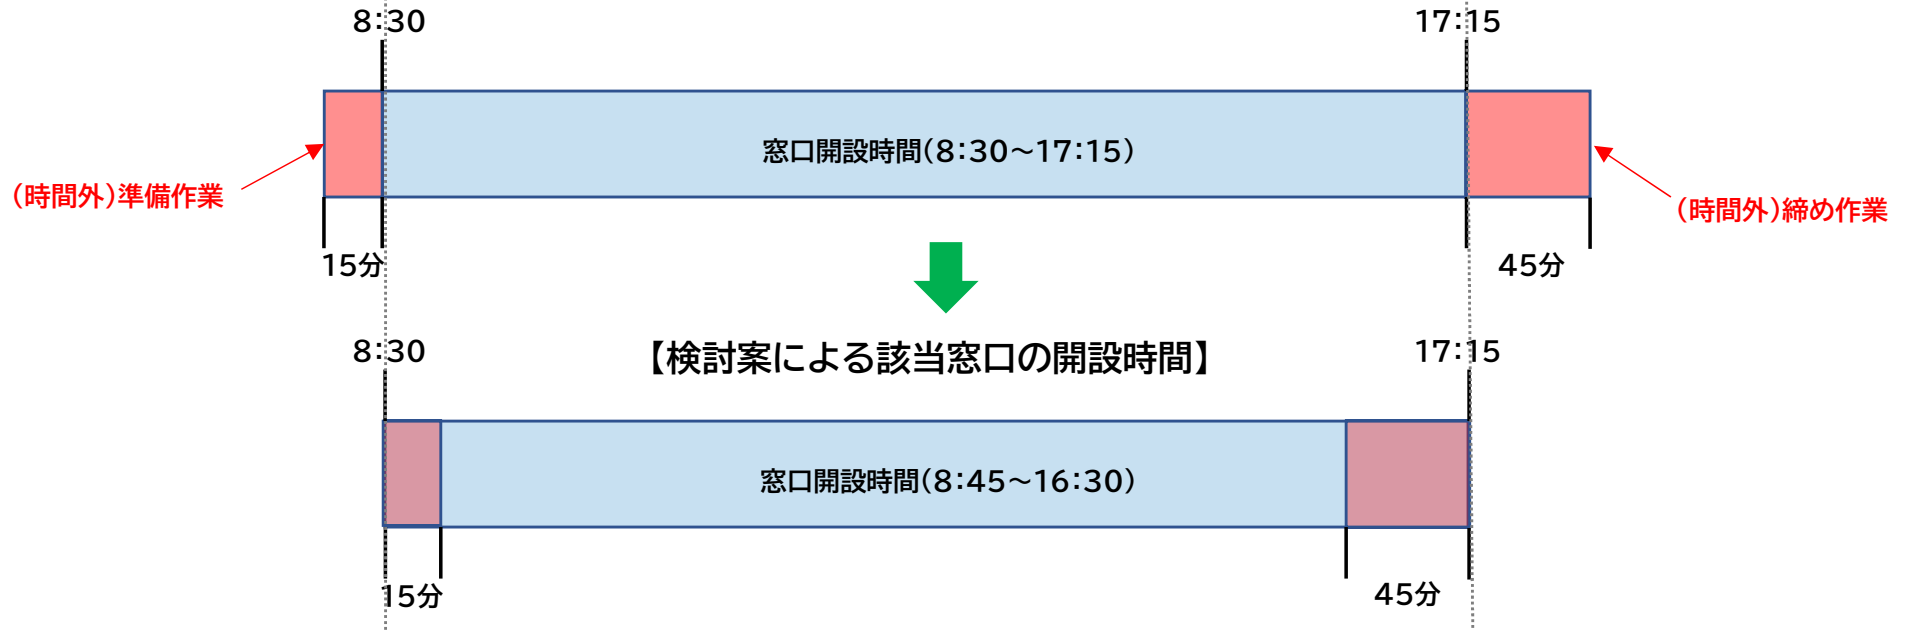 8:30
17:15
窓口開設時間(8:30～17:15)
(時間外)準備作業
(時間外)締め作業
15分
45分
8:30
【検討案による該当窓口の開設時間】
17:15
窓口開設時間(8:45～16:30)
15分
45分